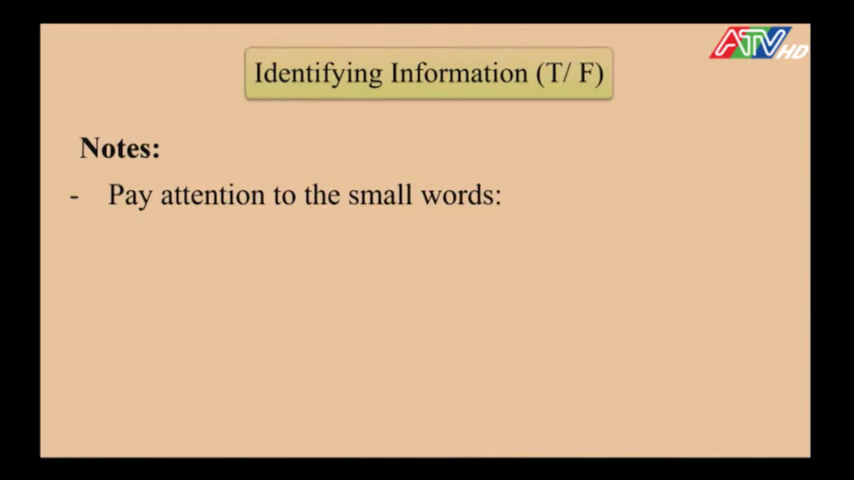 ATV HD
Identifying Information (T/ F)
Notes:
- Pay attention to the small words: